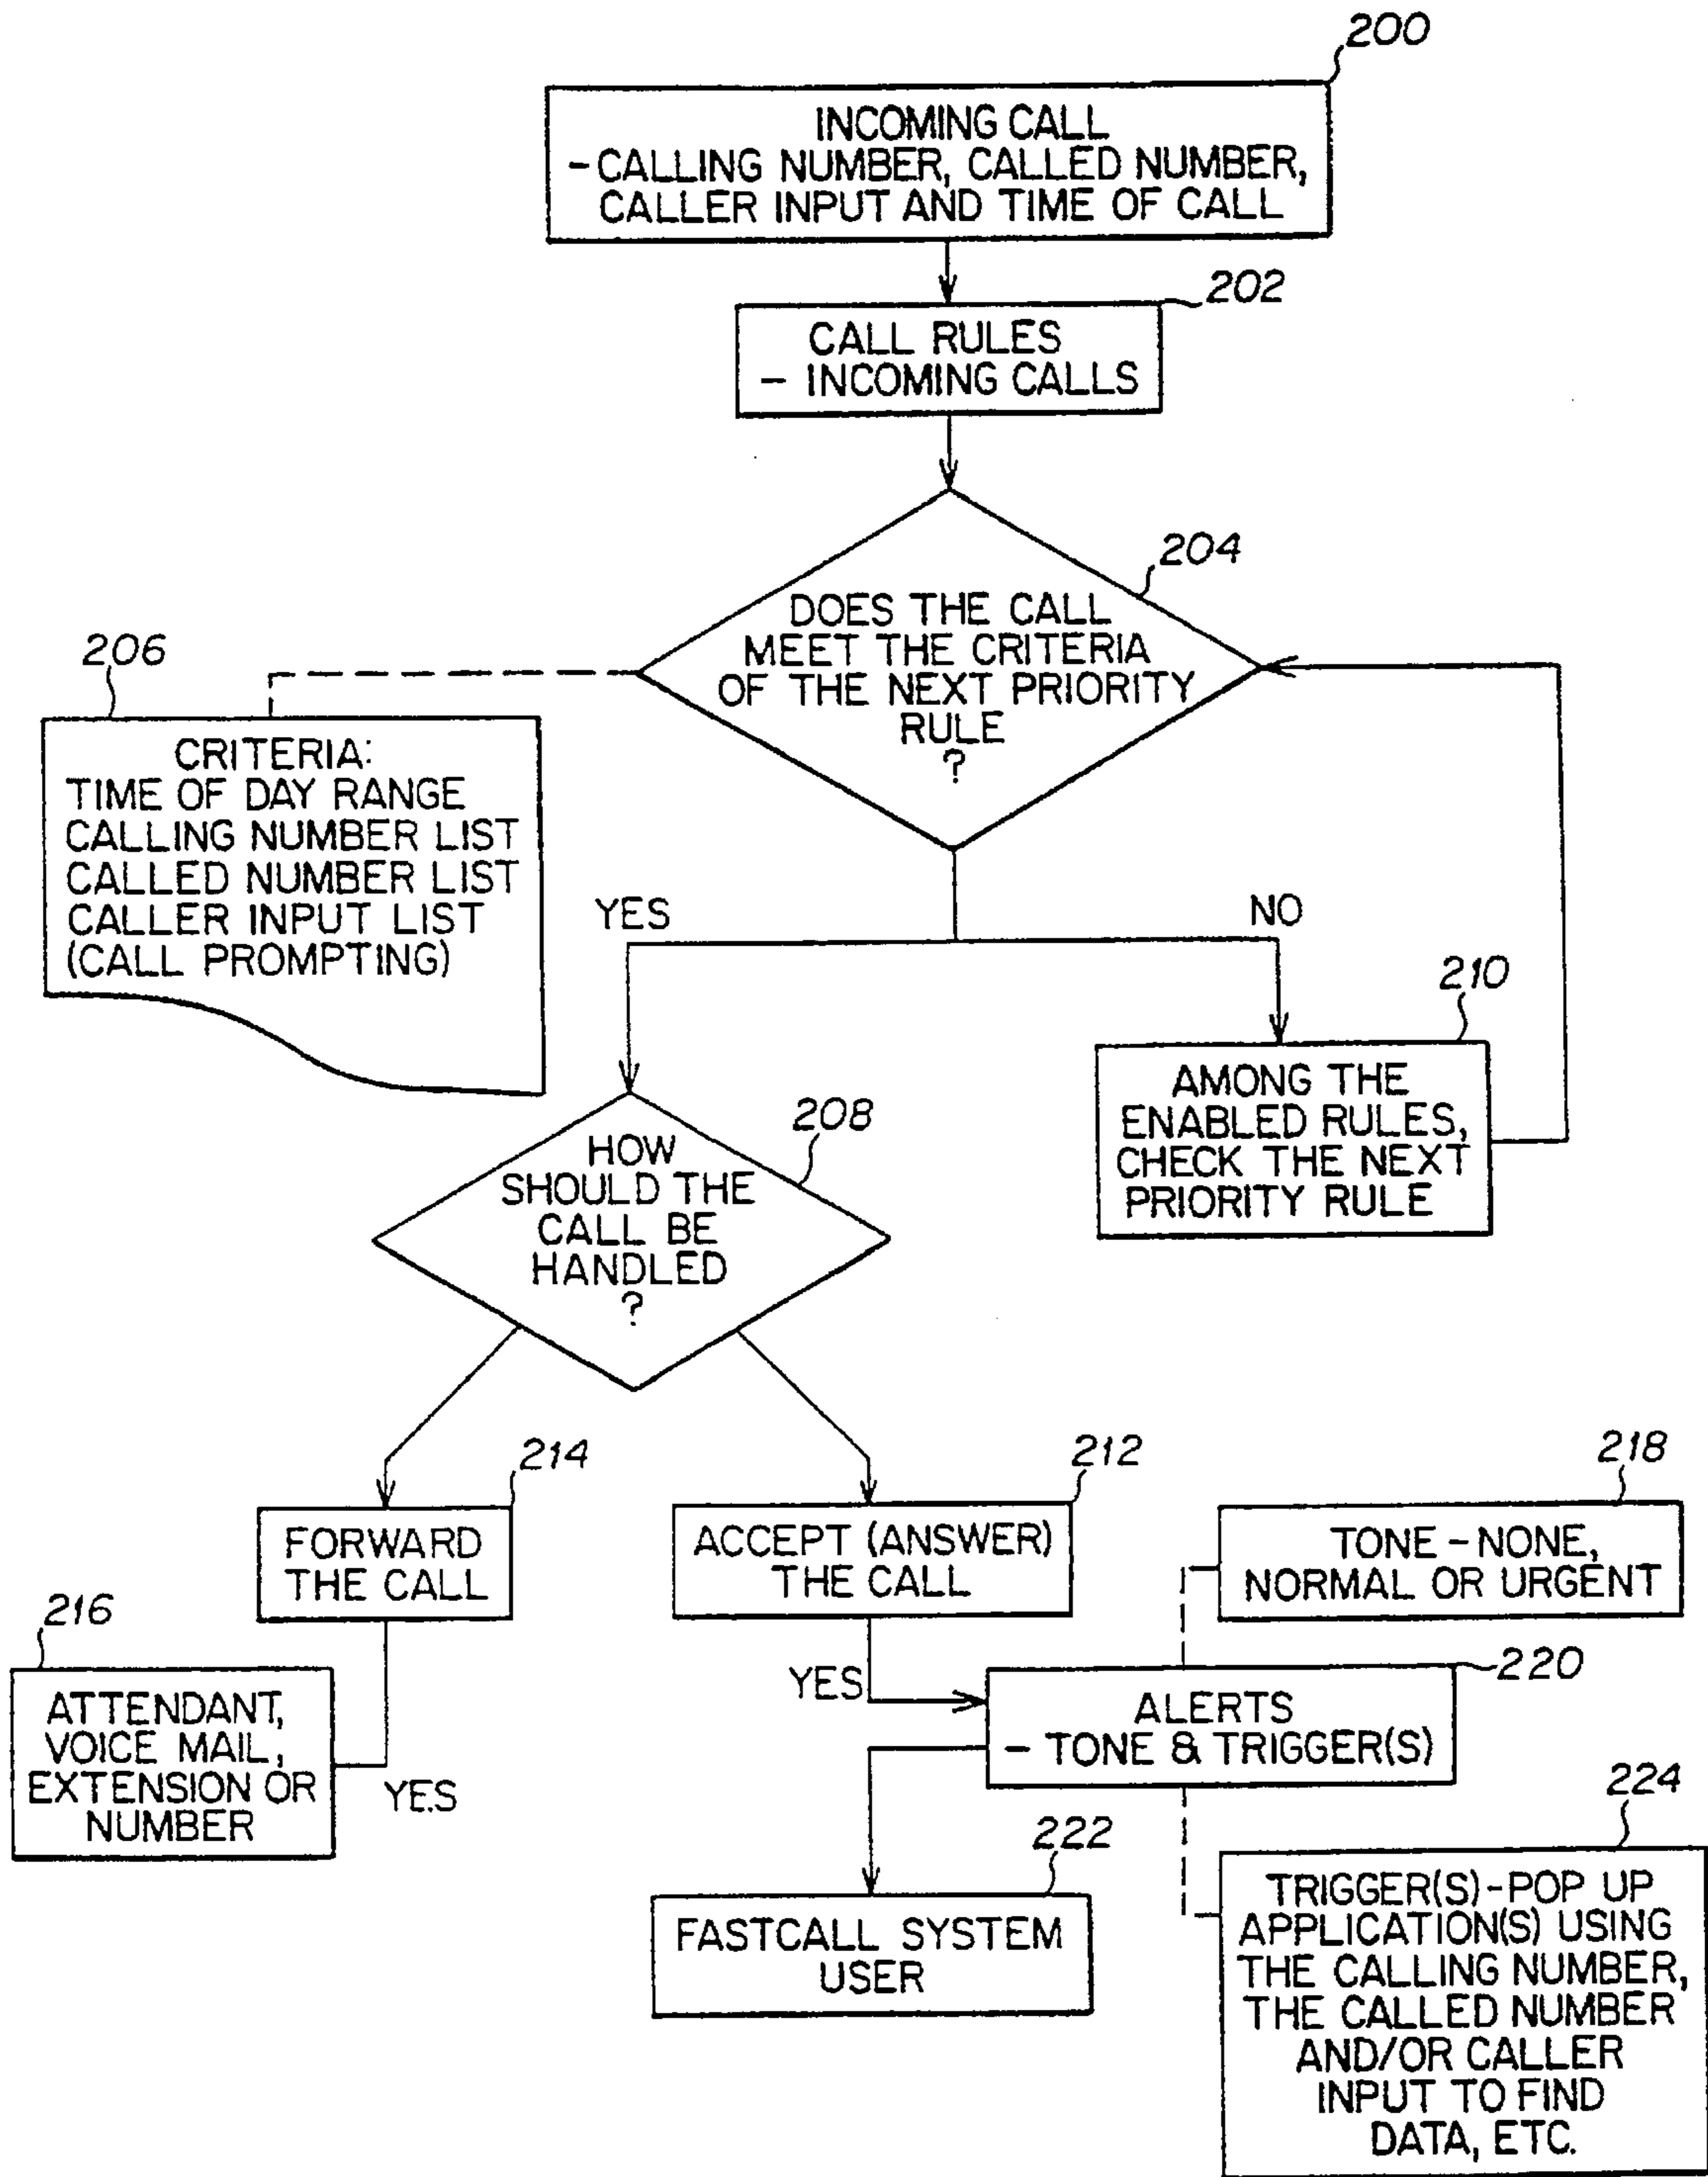 200
INCOMING CALL
- CALLING NUMBER, CALLED NUMBER,
CALLER INPUT AND TIME OF CALL
202
CALL RULES
- INCOMING CALLS
204
DOES THE CALL
MEET THE CRITERIA
OF THE NEXT PRIORITY
RULE
?
206
CRITERIA:
TIME OF DAY RANGE
CALLING NUMBER LIST
CALLED NUMBER LIST
CALLER INPUT LIST
(CALL PROMPTING)
YES
NO
210
AMONG THE
ENABLED RULES,
CHECK THE NEXT
PRIORITY RULE
208
HOW
SHOULD THE
CALL BE
HANDLED
?
214
FORWARD
THE CALL
212
ACCEPT (ANSWER)
THE CALL
218
TONE - NONE,
NORMAL OR URGENT
216
ATTENDANT,
VOICE MAIL,
EXTENSION OR
NUMBER
YES
YES
220
ALERTS
- TONE & TRIGGER(S)
222
FASTCALL SYSTEM
USER
224
TRIGGER(S)-POP UP
APPLICATION(S) USING
THE CALLING NUMBER,
THE CALLED NUMBER
AND/OR CALLER
INPUT TO FIND
DATA, ETC.